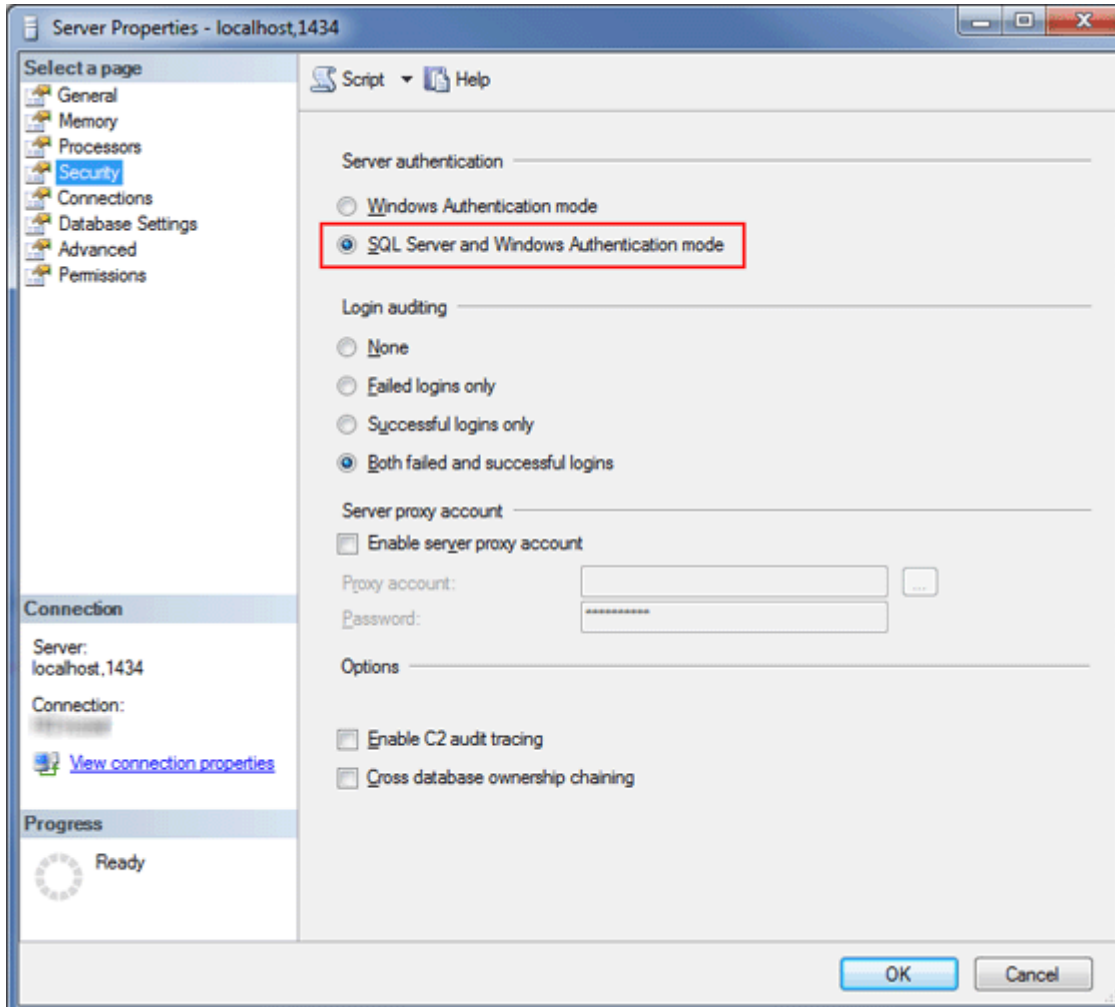 Server Properties - localhost,1434
Select a page
General
Memory
Processors
Security
Connections
Database Settings
Advanced
Permissions
Script
Help
Server authentication
Windows Authentication mode
SQL Server and Windows Authentication mode
Login auditing
None
Failed logins only
Successful logins only
Both failed and successful logins
Server proxy account
Enable server proxy account
Proxy account:
...
Password:
**********
Options
Enable C2 audit tracing
Cross database ownership chaining
Connection
Server:
localhost,1434
Connection:
View connection properties
Progress
Ready
OK
Cancel